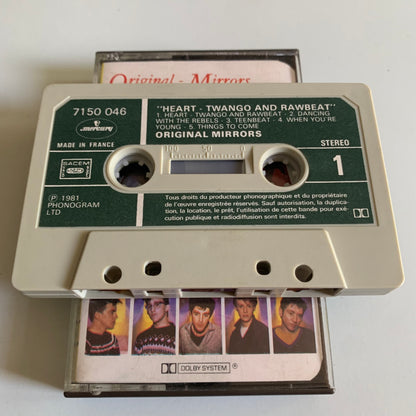 Original - Mirrors
7150 046
mercury
MADE IN FRANCE
"HEART - TWANGO AND RAWBEAT"
1. HEART - TWANGO AND RAWBEAT - 2. DANCING
WITH THE REBELS - 3. TEENBEAT - 4. WHEN YOU'RE
YOUNG - 5. THINGS TO COME
ORIGINAL MIRRORS
STEREO
1
100 50
SACEM
Ⓟ 1981
PHONOGRAM
LTD
Tous droits du producteur phonographique et du propriétaire
de l'œuvre enregistrée réservés. Sauf autorisation, la duplica-
tion, la location, le prêt, l'utilisation de cette bande pour exé-
cution publique et radiodiffusion sont interdits.
DOLBY SYSTEM ®